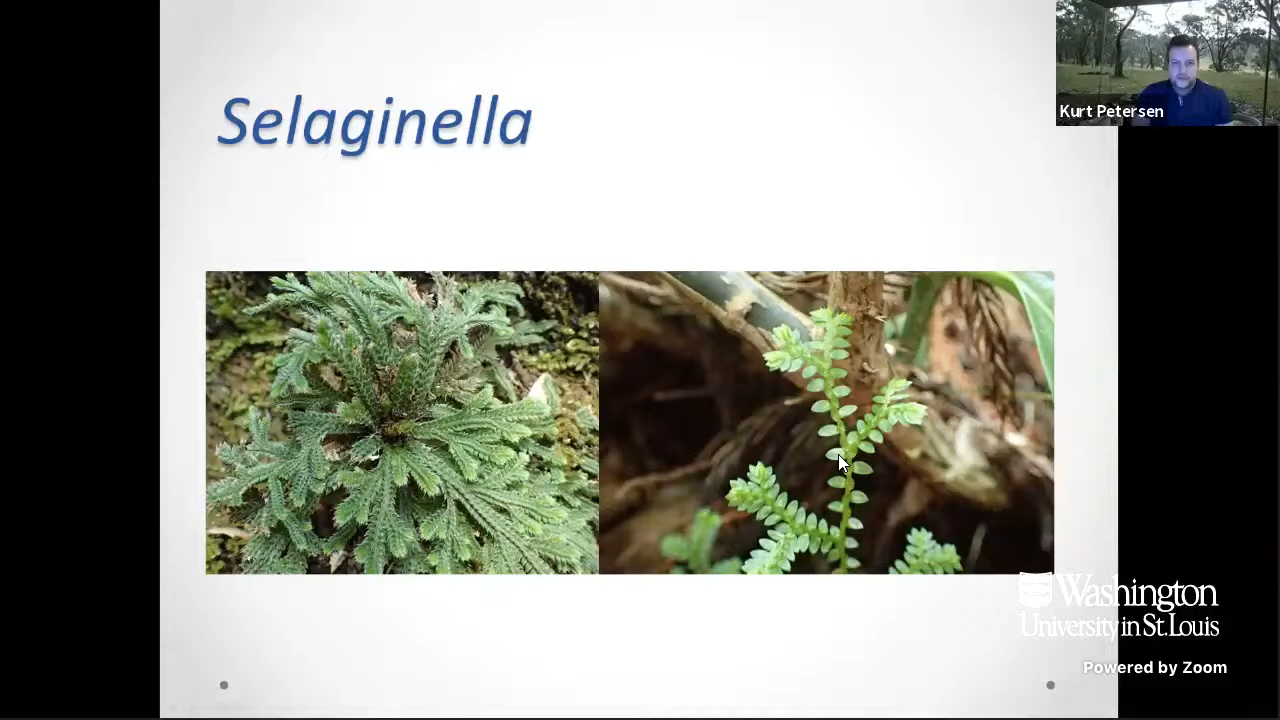 Selaginella
Kurt Petersen
Washington
University in St. Louis
Powered by Zoom